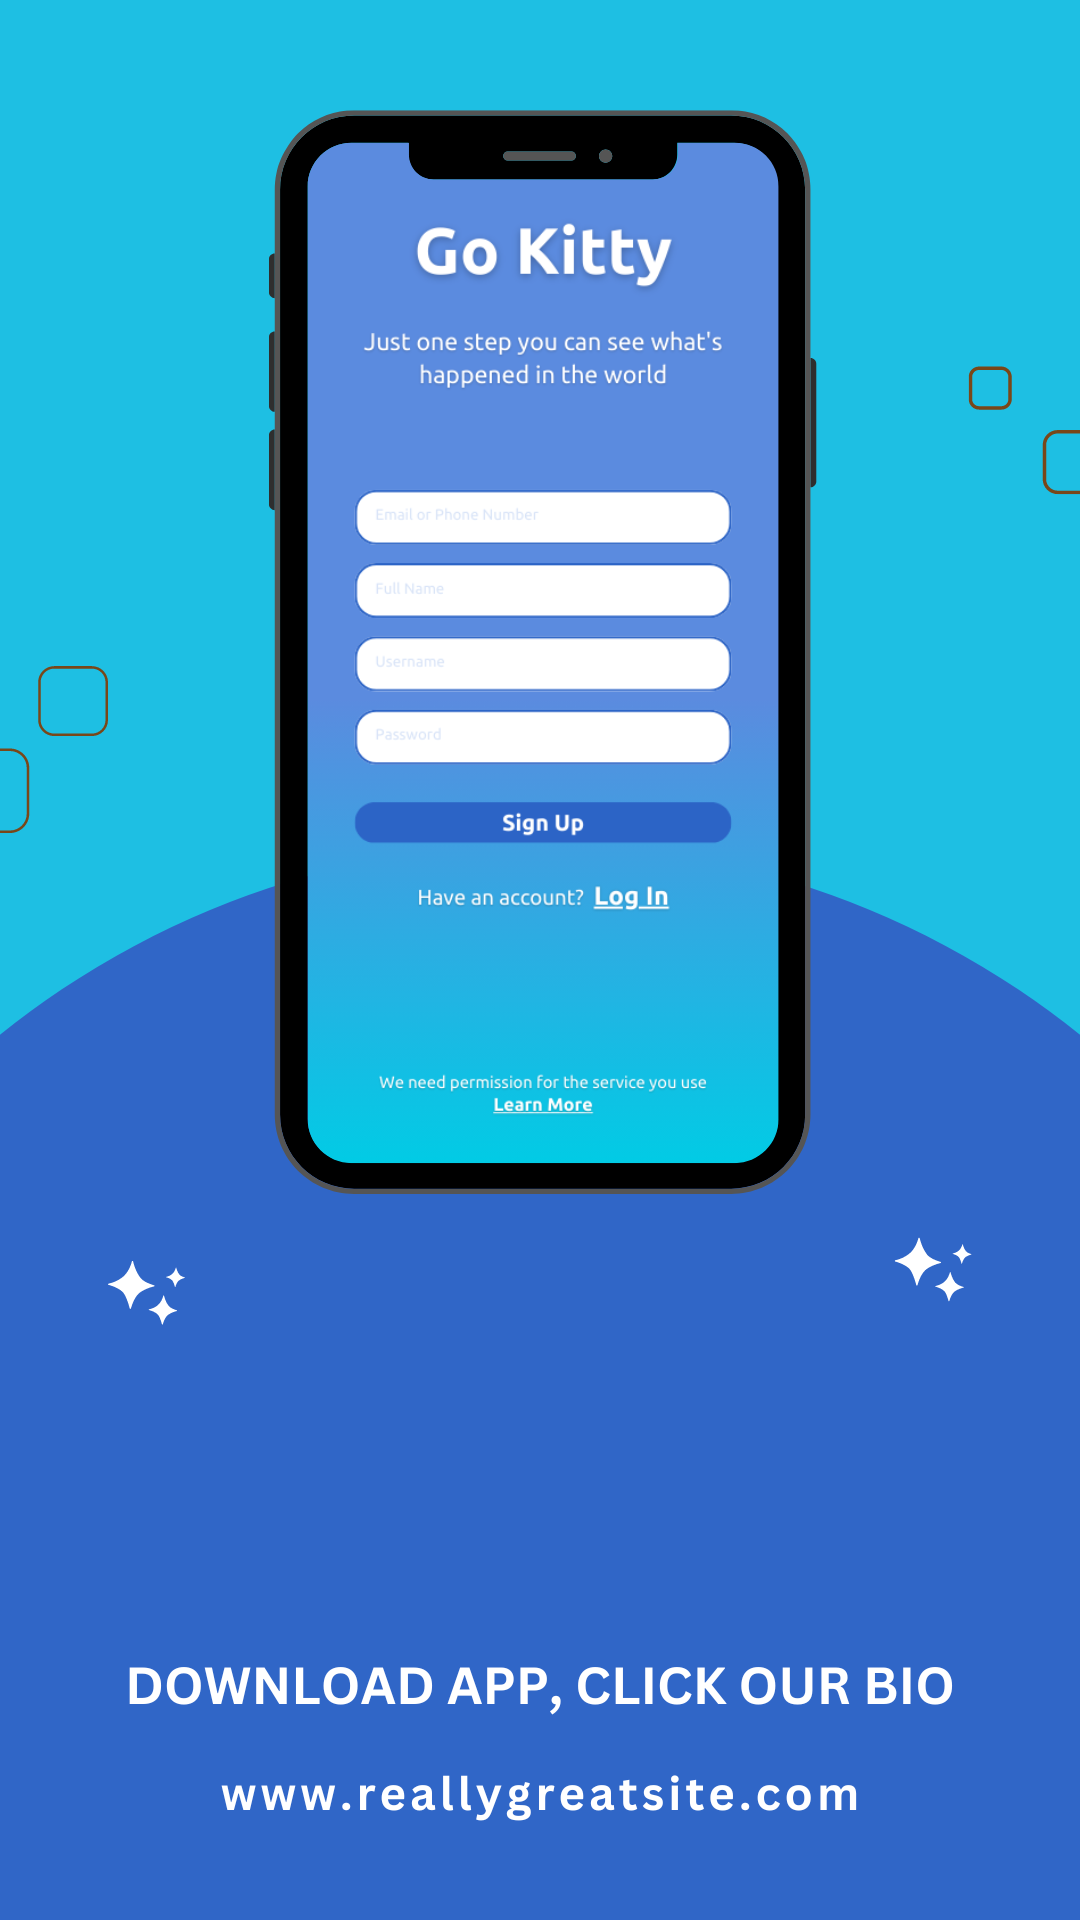 Go Kitty
Just one step you can see what's
happened in the world
Email or Phone Number
Full Name
Username
Password
Sign Up
Have an account? Log In
We need permission for the service you use
Learn More
DOWNLOAD APP, CLICK OUR BIO
www.reallygreatsite.com